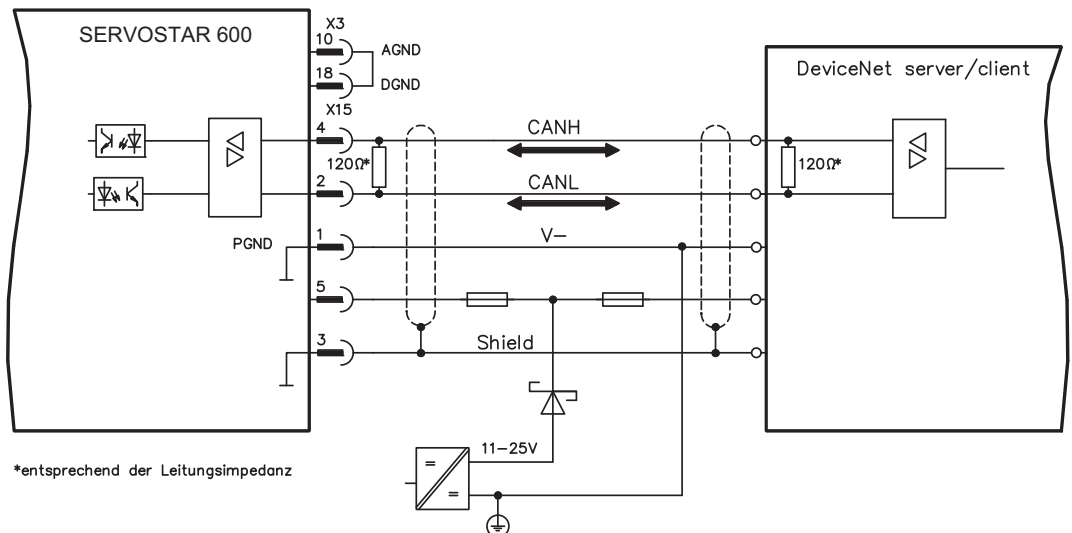 SERVOSTAR 600
X3
10
AGND
18
DGND
X15
DeviceNet server/client
4
CANH
120Ω*
120Ω*
2
CANL
PGND
1
V–
5
3
Shield
11–25V
*entsprechend der Leitungsimpedanz